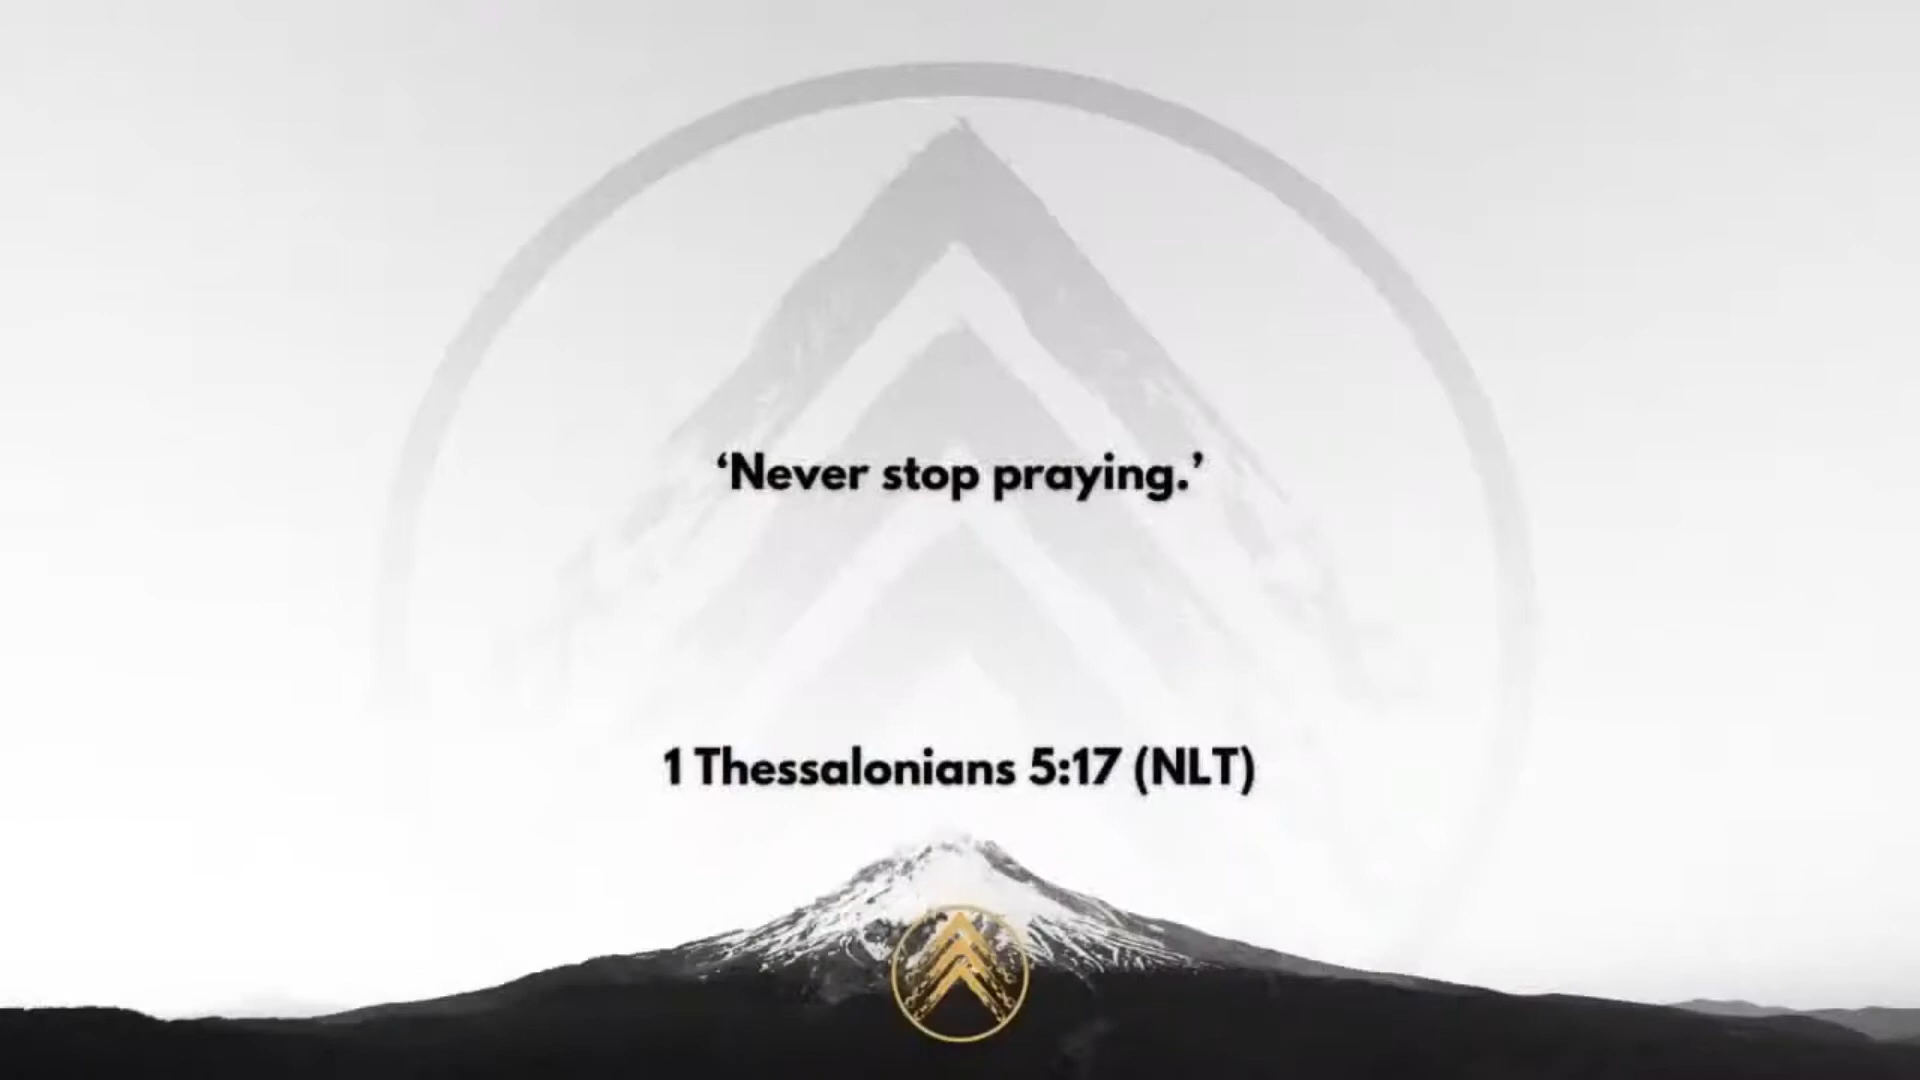 ‘Never stop praying.’
1 Thessalonians 5:17 (NLT)